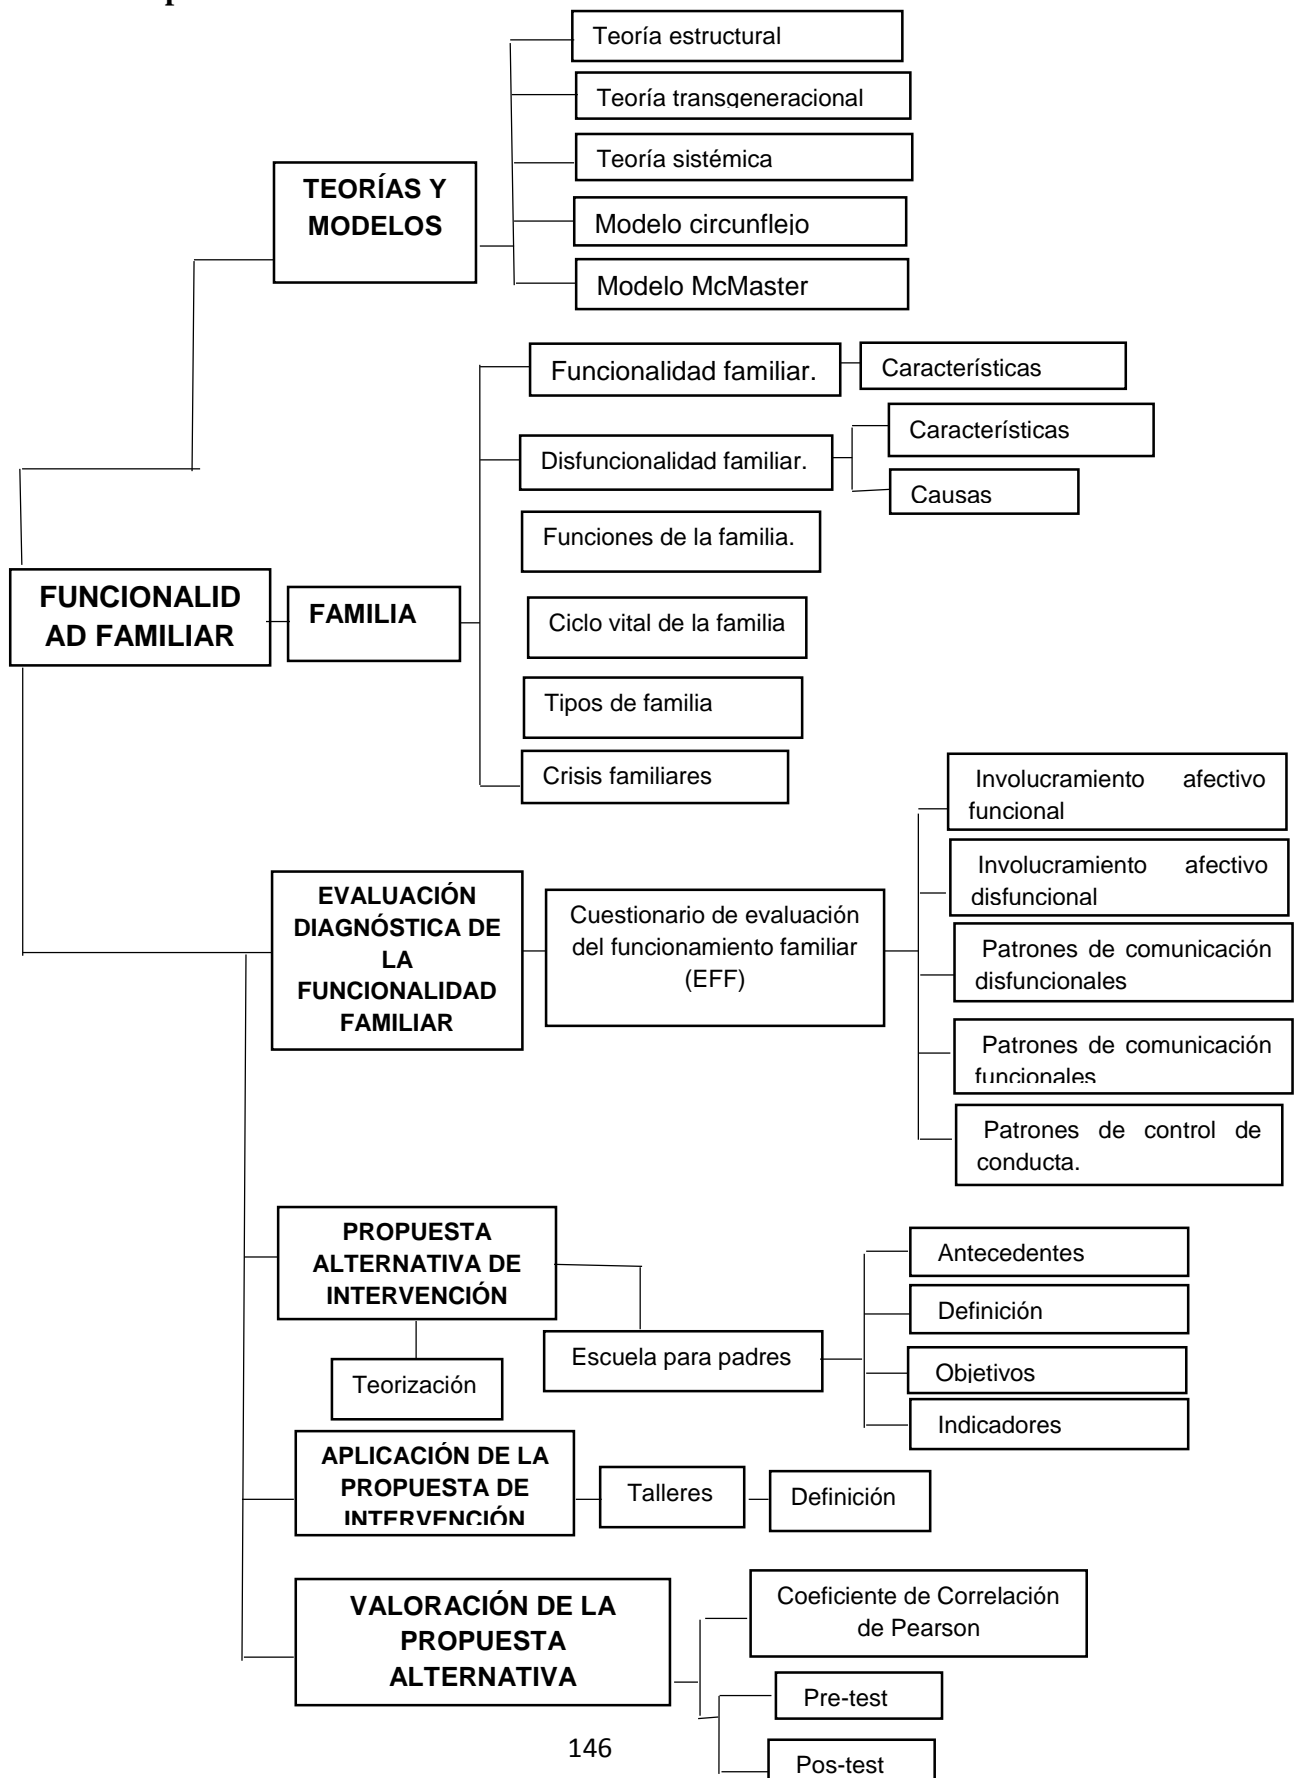 Teoría estructural
Teoría transgeneracional
Teoría sistémica
TEORÍAS Y
MODELOS
Modelo circunflejo
Modelo McMaster
Funcionalidad familiar.
Características
Características
Disfuncionalidad familiar.
Causas
Funciones de la familia.
FUNCIONALID
AD FAMILIAR
FAMILIA
Ciclo vital de la familia
Tipos de familia
Crisis familiares
Involucramiento afectivo
funcional
Involucramiento afectivo
disfuncional
EVALUACIÓN
DIAGNÓSTICA DE
LA
FUNCIONALIDAD
FAMILIAR
Cuestionario de evaluación
del funcionamiento familiar
(EFF)
Patrones de comunicación
disfuncionales
Patrones de comunicación
funcionales
Patrones de control de
conducta.
PROPUESTA
ALTERNATIVA DE
INTERVENCIÓN
Antecedentes
Definición
Escuela para padres
Teorización
Objetivos
Indicadores
APLICACIÓN DE LA
PROPUESTA DE
INTERVENCIÓN
Talleres
Definición
VALORACIÓN DE LA
PROPUESTA
ALTERNATIVA
Coeficiente de Correlación
de Pearson
Pre-test
Pos-test
146